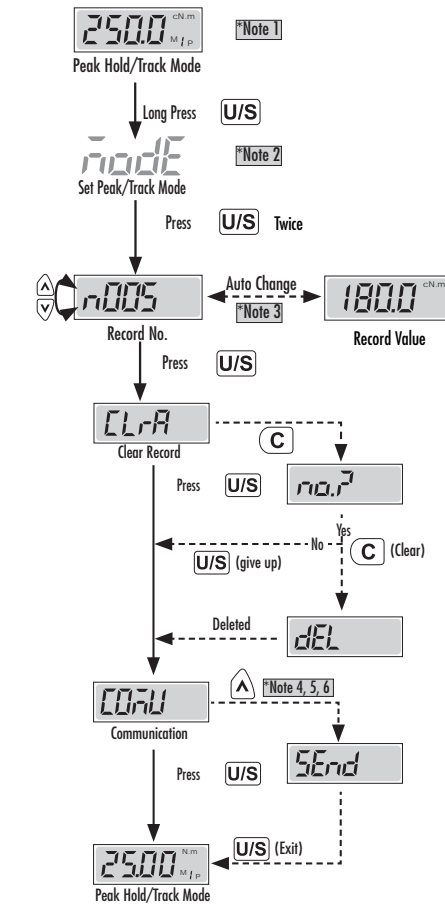 250.0 cN.m *Note 1
M / P
Peak Hold/Track Mode
Long Press U/S
modE *Note 2
Set Peak/Track Mode
Press U/S Twice
n005 Auto Change 180.0 cN.m
*Note 3
Record No. Record Value
Press U/S
CLrA
Clear Record C
Press U/S no.?
No Yes
U/S (give up) C (Clear)
Deleted dEL
COMU *Note 4, 5, 6
Communication
Press U/S SEnd
25.00 N.m U/S (Exit)
M / P
Peak Hold/Track Mode